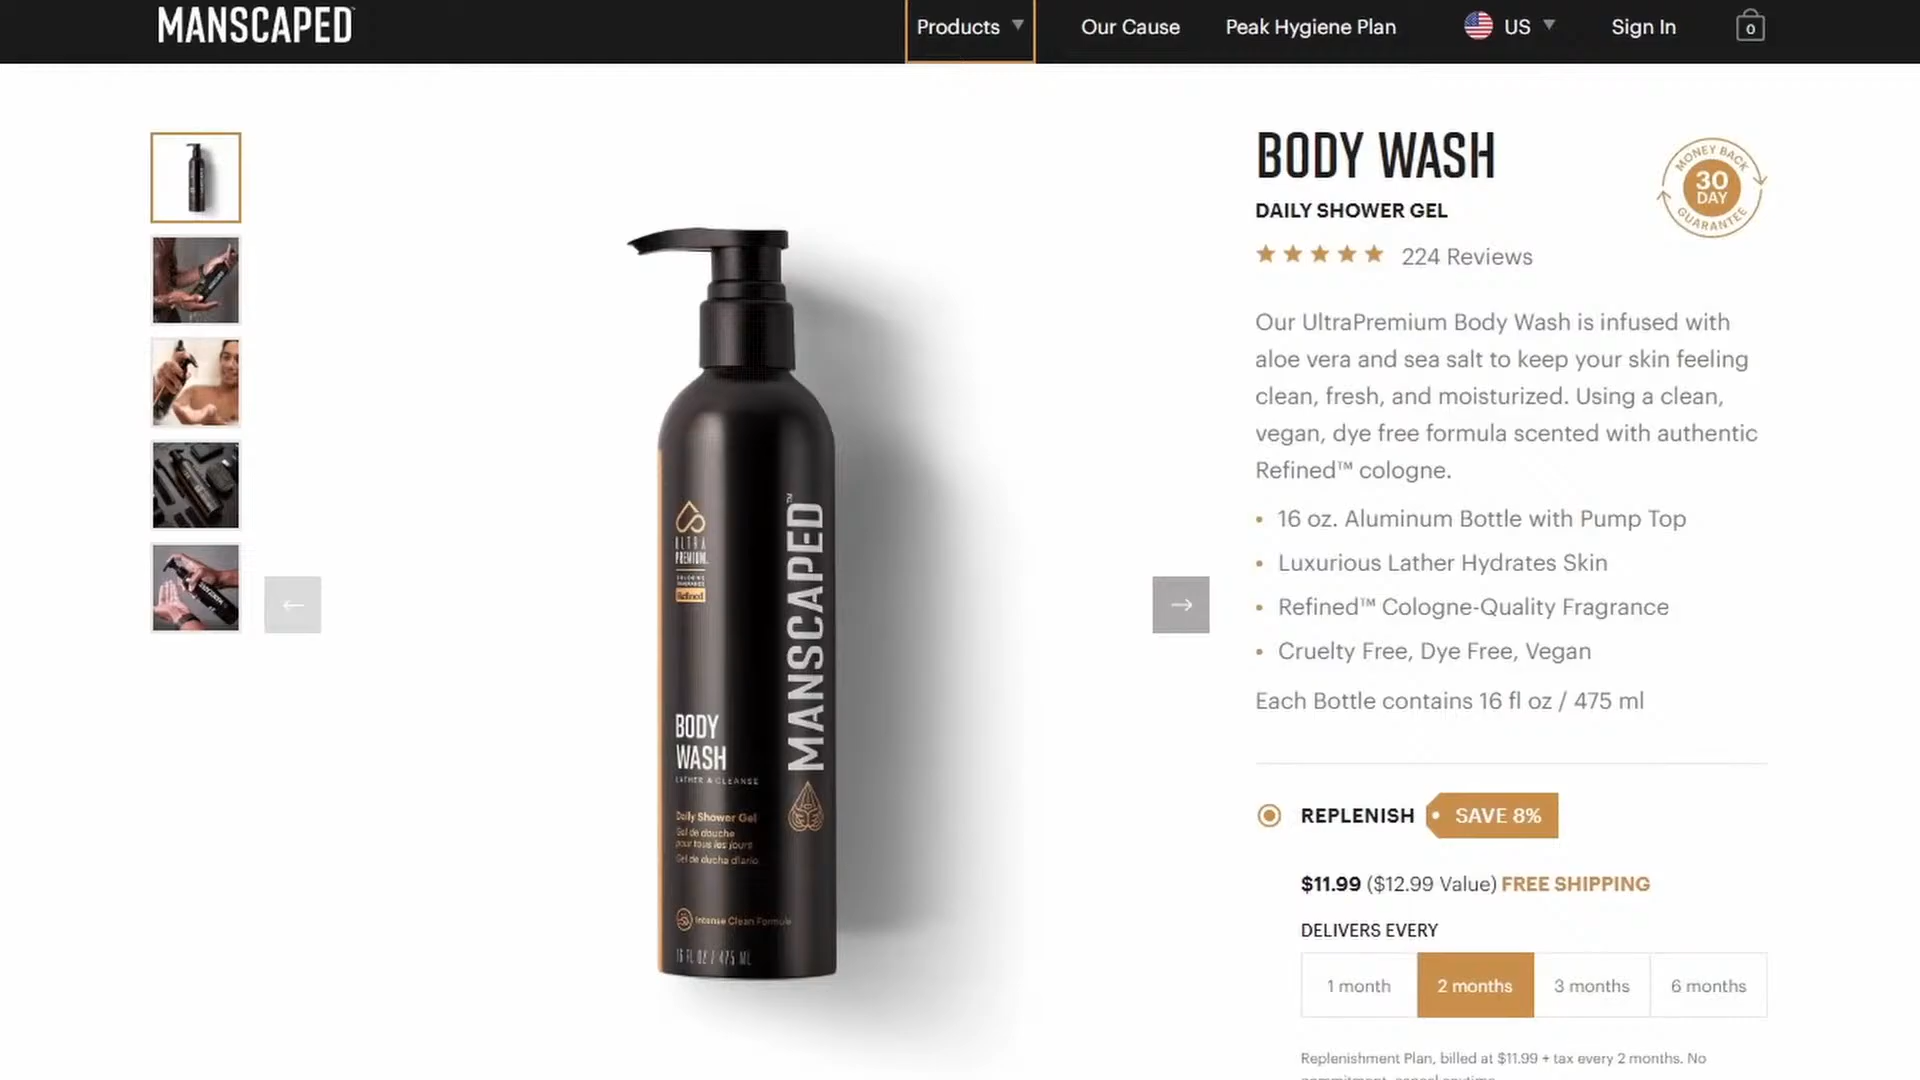 MANSCAPED
Products
Our Cause
Peak Hygiene Plan
US
Sign In
0
BODY WASH
MONEY BACK
30
DAY
GUARANTEE
DAILY SHOWER GEL
224 Reviews
Our UltraPremium Body Wash is infused with
aloe vera and sea salt to keep your skin feeling
clean, fresh, and moisturized. Using a clean,
vegan, dye free formula scented with authentic
Refined™ cologne.
• 16 oz. Aluminum Bottle with Pump Top
• Luxurious Lather Hydrates Skin
• Refined™ Cologne-Quality Fragrance
• Cruelty Free, Dye Free, Vegan
Each Bottle contains 16 fl oz / 475 ml
REPLENISH
SAVE 8%
$11.99 ($12.99 Value) FREE SHIPPING
DELIVERS EVERY
1 month
2 months
3 months
6 months
Replenishment Plan, billed at $11.99 + tax every 2 months. No
MANSCAPED™
ULTRA
PREMIUM
Refined
BODY
WASH
LATHER & CLEANSE
Daily Shower Gel
Gel de douche
pour tous les jours
Gel de ducha diario
Intense Clean Formula
16 FL OZ / 475 ML